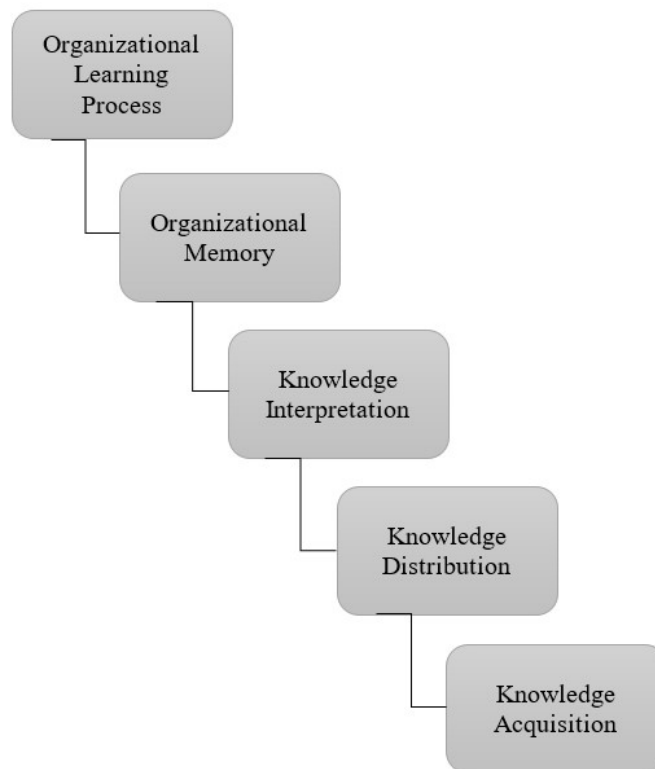 Organizational
Learning
Process
Organizational
Memory
Knowledge
Interpretation
Knowledge
Distribution
Knowledge
Acquisition